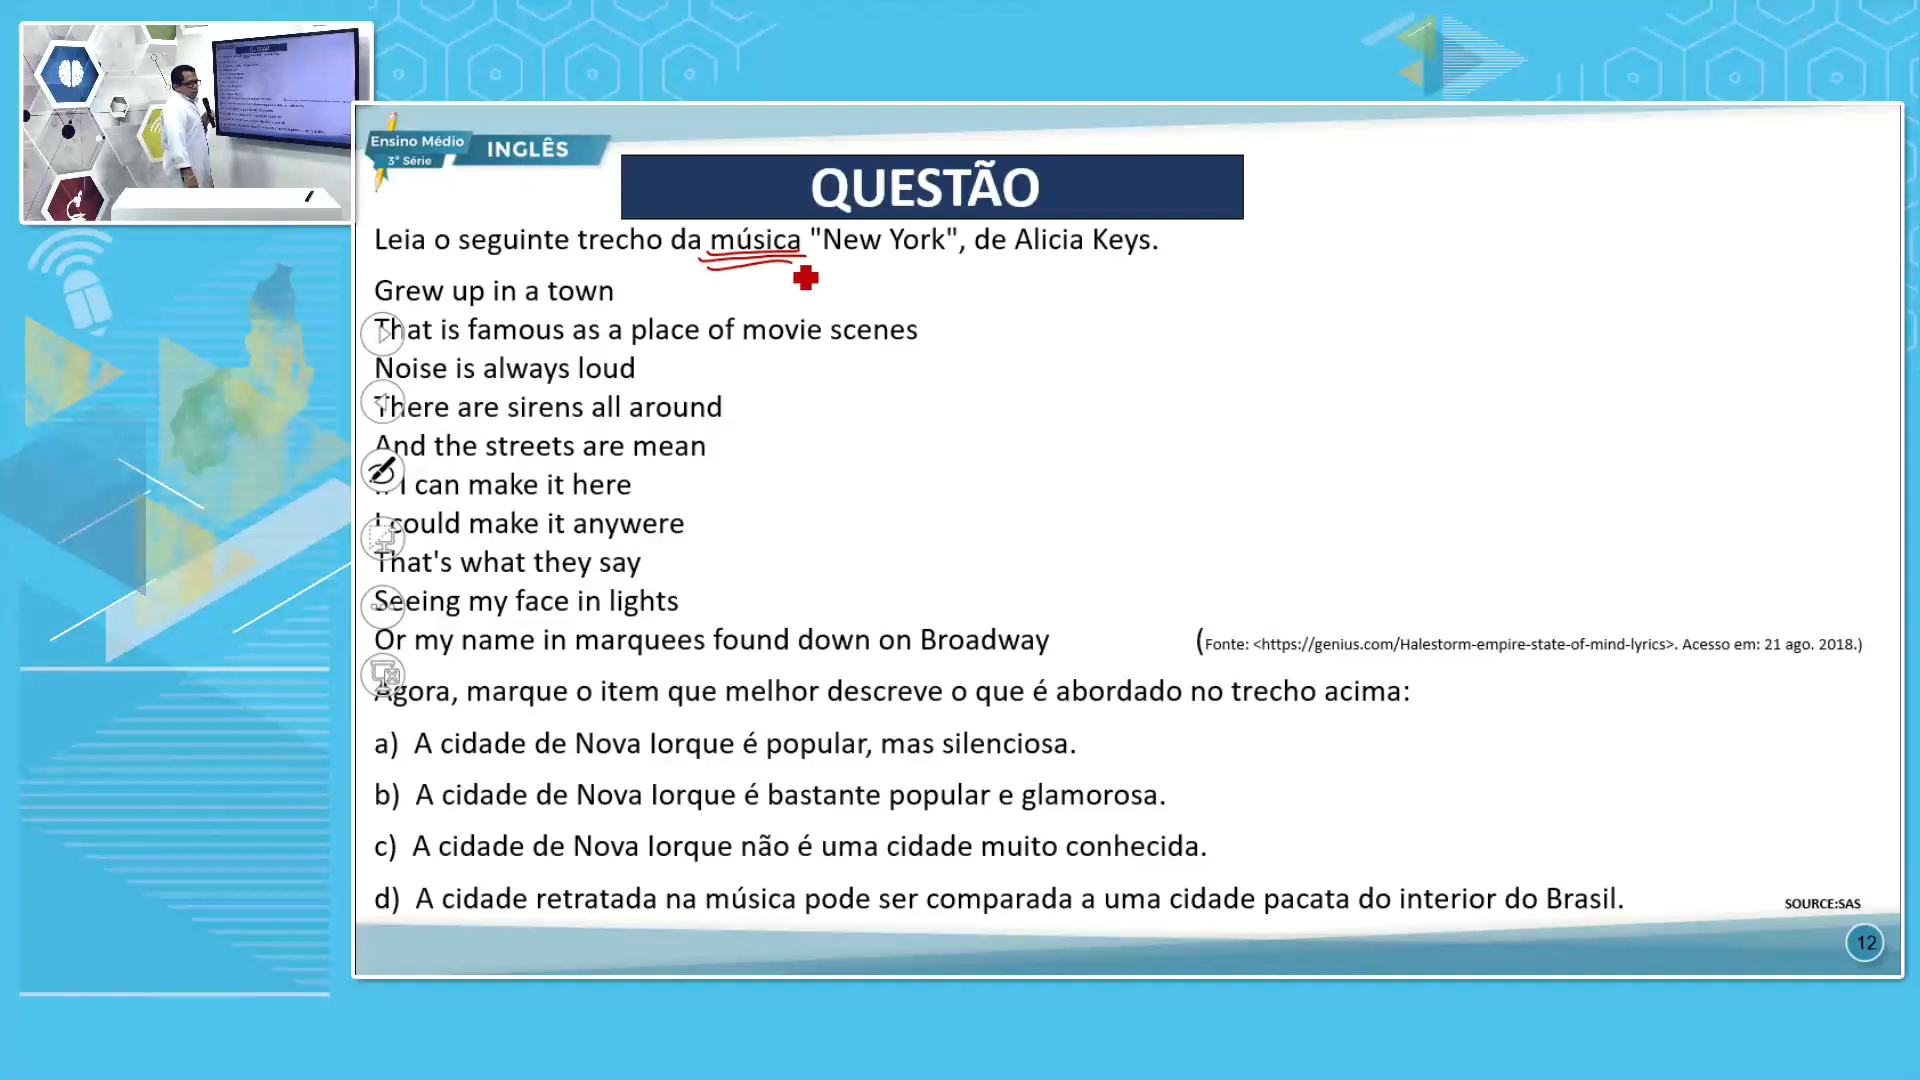 QUESTÃO
Ensino Médio
3ª Série
INGLÊS
QUESTÃO
Leia o seguinte trecho da música "New York", de Alicia Keys.
Grew up in a town
That is famous as a place of movie scenes
Noise is always loud
There are sirens all around
And the streets are mean
If I can make it here
I could make it anywere
That's what they say
Seeing my face in lights
Or my name in marquees found down on Broadway
(Fonte: <https://genius.com/Halestorm-empire-state-of-mind-lyrics>. Acesso em: 21 ago. 2018.)
Agora, marque o item que melhor descreve o que é abordado no trecho acima:
a) A cidade de Nova Iorque é popular, mas silenciosa.
b) A cidade de Nova Iorque é bastante popular e glamorosa.
c) A cidade de Nova Iorque não é uma cidade muito conhecida.
d) A cidade retratada na música pode ser comparada a uma cidade pacata do interior do Brasil.
SOURCE:SAS
12